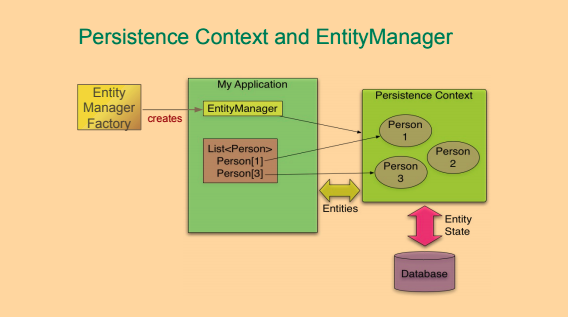 Persistence Context and EntityManager
Entity
Manager
Factory
creates
My Application
EntityManager
List<Person>
Person[1]
Person[3]
Entities
Persistence Context
Person
1
Person
2
Person
3
Entity
State
Database